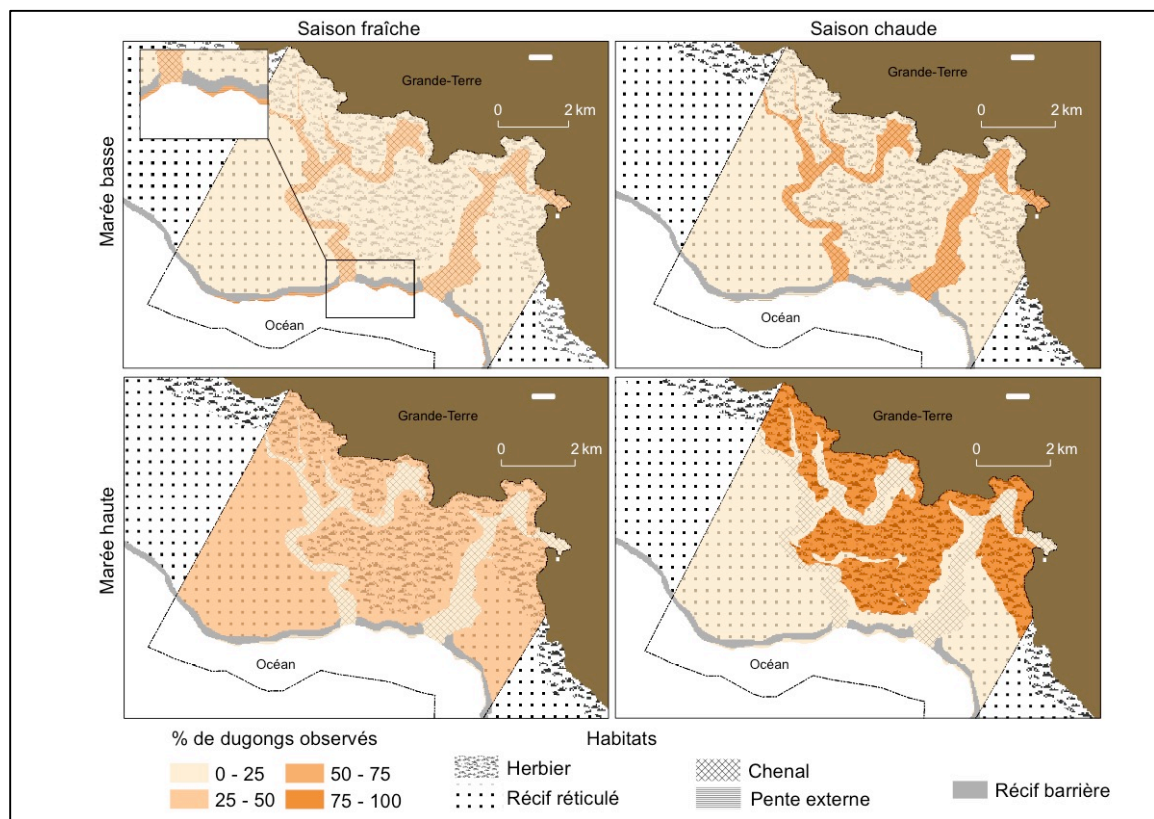 Saison fraîche
Saison chaude
Marée basse
Grande-Terre
0 2 km
Océan
Grande-Terre
0 2 km
Océan
Marée haute
Grande-Terre
0 2 km
Océan
Grande-Terre
0 2 km
Océan
% de dugongs observés
0 - 25
50 - 75
25 - 50
75 - 100
Habitats
Herbier
Récif réticulé
Chenal
Pente externe
Récif barrière